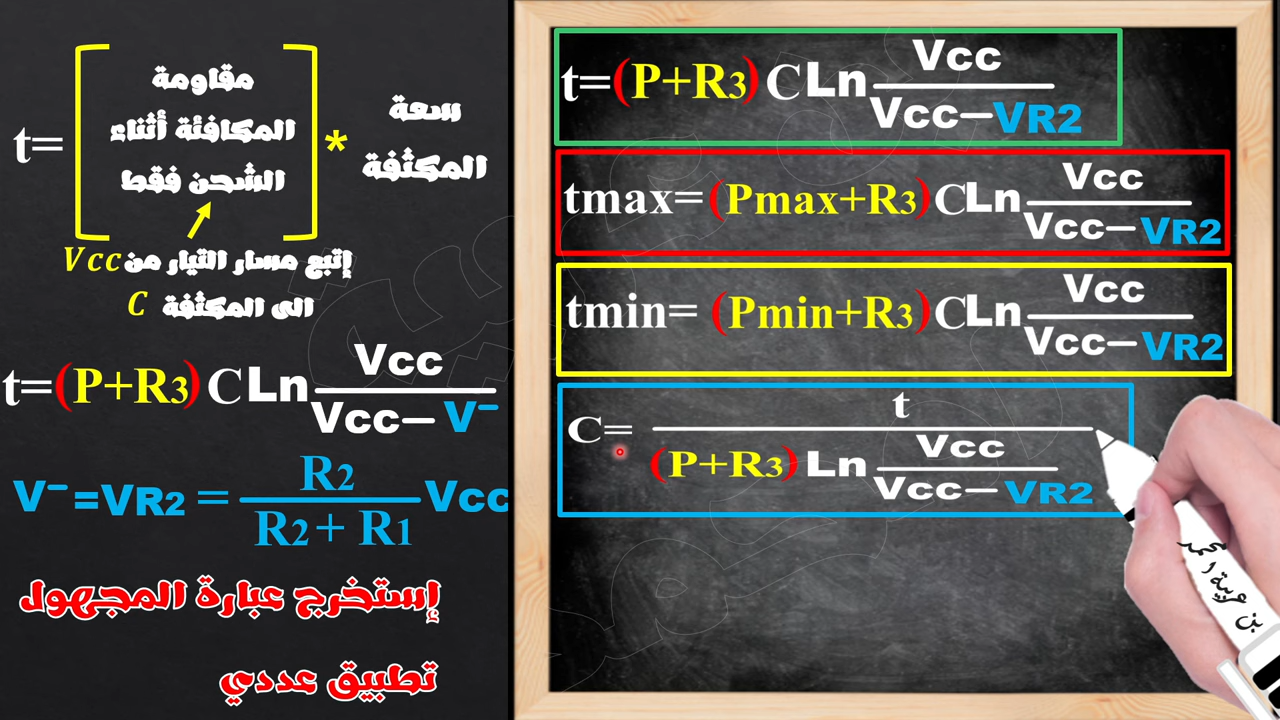 t= [ مقاومة
المكافئة أثناء
الشحن فقط ] * سعة
المكثفة
إتبع مسار التيار من Vcc
الى المكثفة C
t=(P+R3)CLn Vcc / Vcc−V⁻
V⁻=VR2 = R2 / R2+R1 Vcc
إستخرج عبارة المجهول
تطبيق عددي
t=(P+R3)CLn Vcc / Vcc−VR2
tmax=(Pmax+R3)CLn Vcc / Vcc−VR2
tmin=(Pmin+R3)CLn Vcc / Vcc−VR2
C= t / (P+R3)Ln Vcc / Vcc−VR2